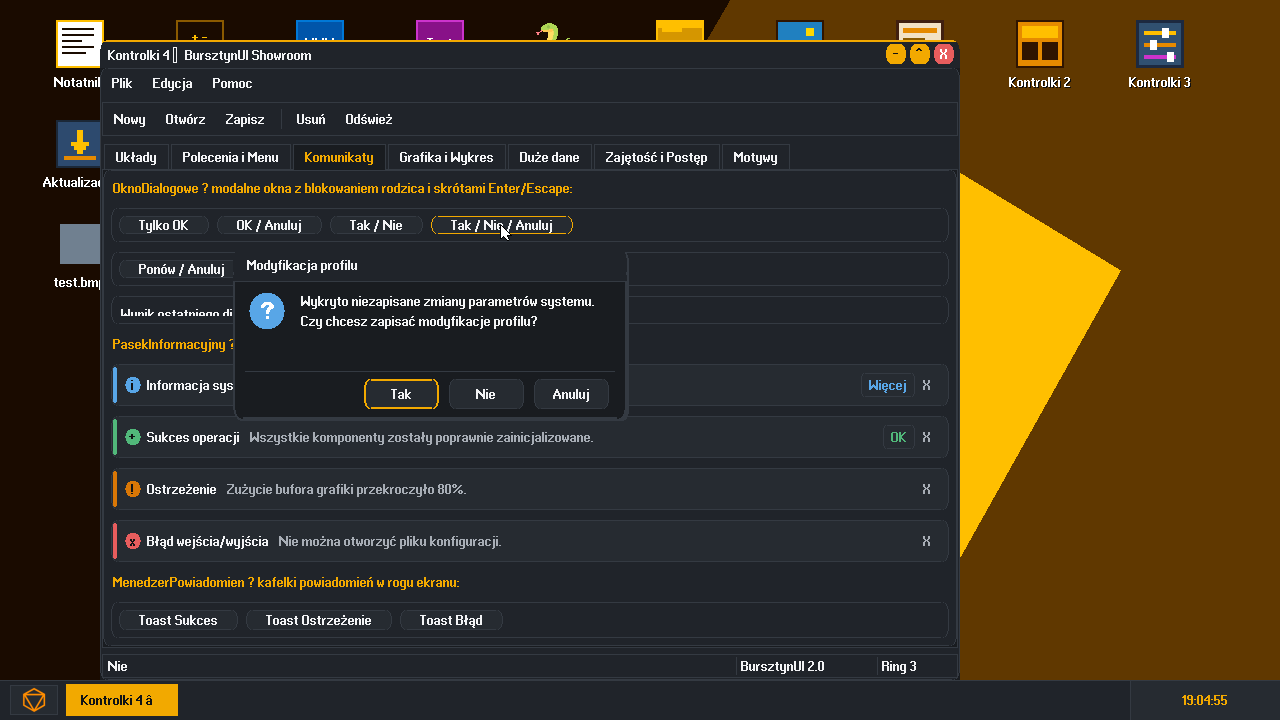 Kontrolki 4 BursztynUI Showroom
– ^ X
Plik Edycja Pomoc
Nowy Otwórz Zapisz Usuń Odśwież
Układy Polecenia i Menu Komunikaty Grafika i Wykres Duże dane Zajętość i Postęp Motywy
OknoDialogowe ? modalne okna z blokowaniem rodzica i skrótami Enter/Escape:
Tylko OK OK / Anuluj Tak / Nie Tak / Nie / Anuluj
Ponów / Anuluj
Wynik ostatniego di
PasekInformacyjny ?
Modyfikacja profilu
?
Wykryto niezapisane zmiany parametrów systemu.
Czy chcesz zapisać modyfikacje profilu?
Tak Nie Anuluj
i Informacja sys Więcej X
+ Sukces operacji Wszystkie komponenty zostały poprawnie zainicjalizowane. OK X
! Ostrzeżenie Zużycie bufora grafiki przekroczyło 80%. X
x Błąd wejścia/wyjścia Nie można otworzyć pliku konfiguracji. X
MenedzerPowiadomien ? kafelki powiadomień w rogu ekranu:
Toast Sukces Toast Ostrzeżenie Toast Błąd
Nie BursztynUI 2.0 Ring 3
Notatnik
Aktualizac
test.bmp
Kontrolki 2
Kontrolki 3
Kontrolki 4 â
19:04:55